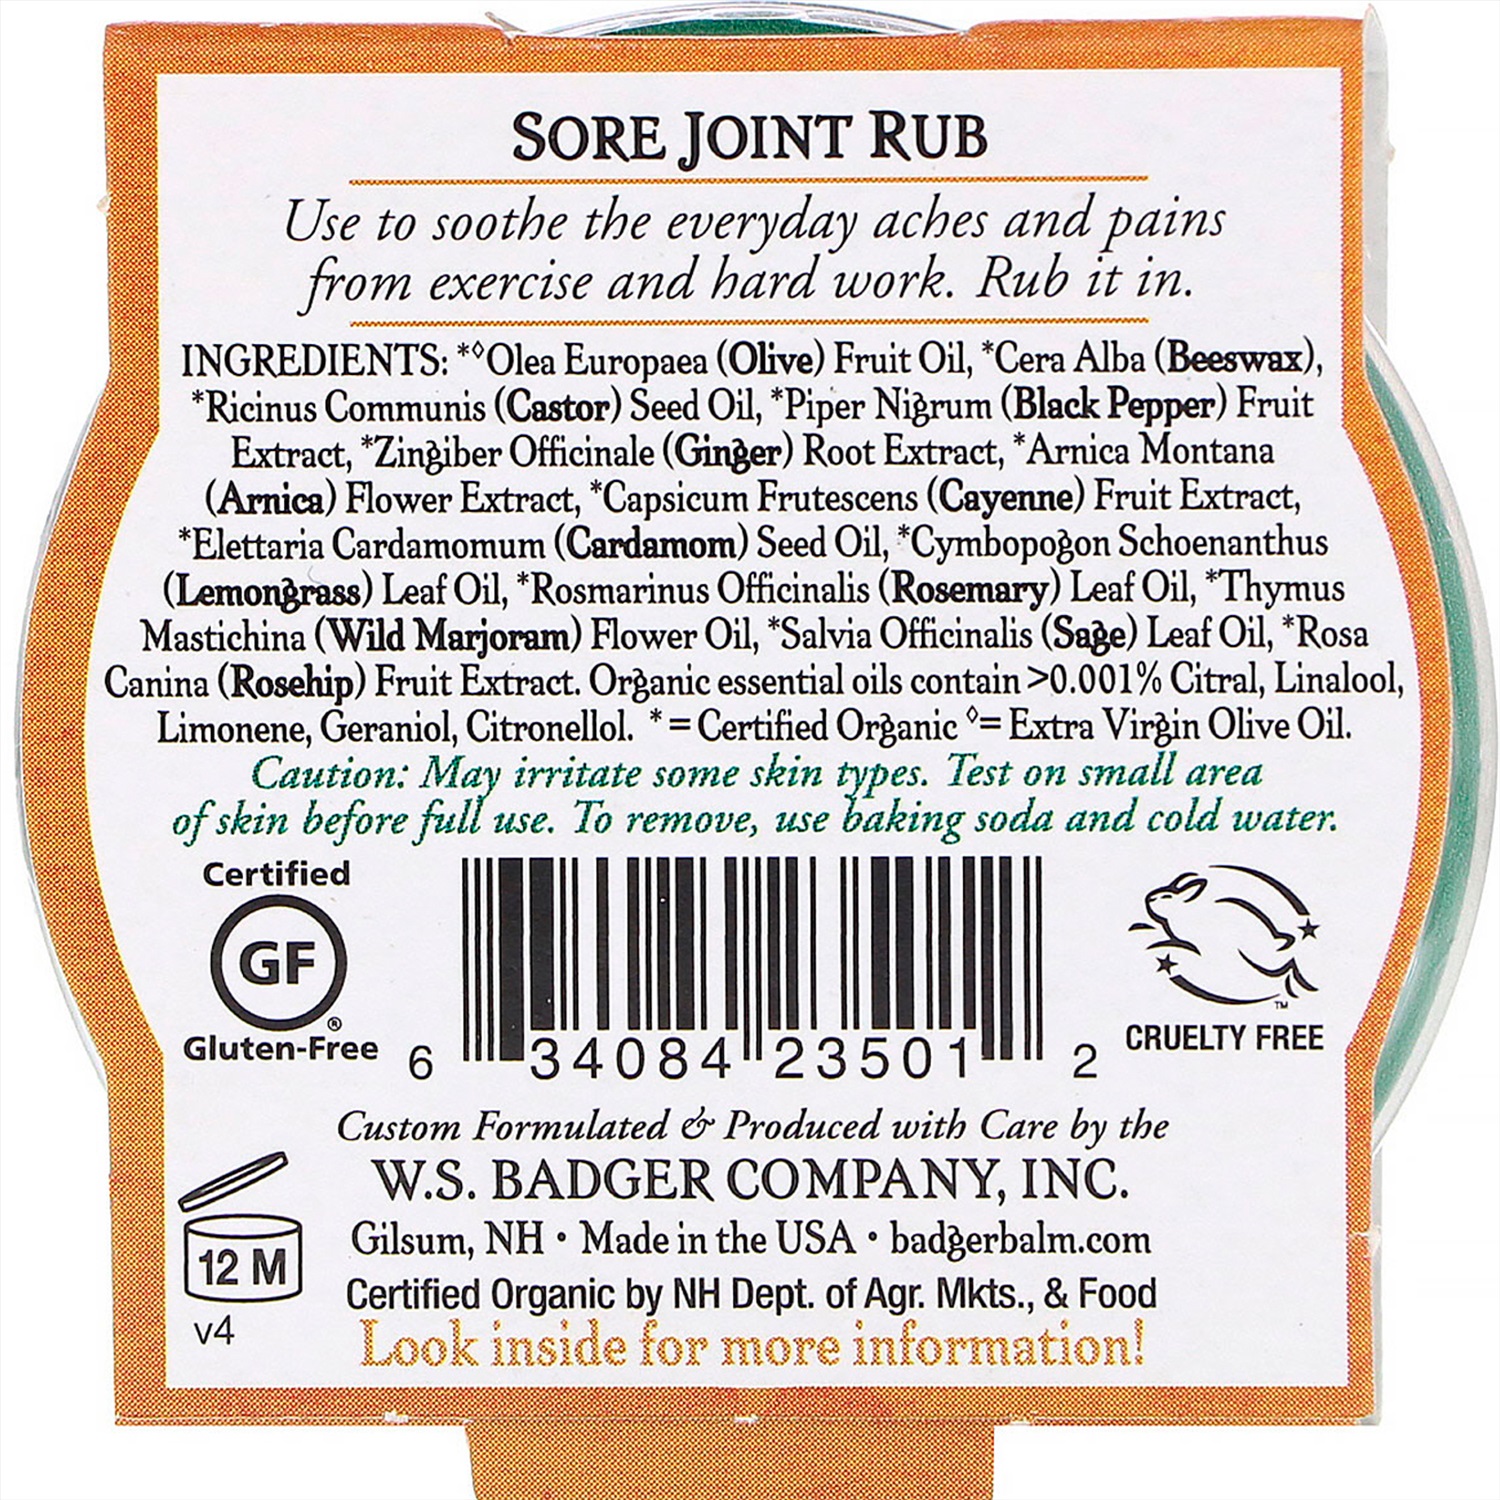 SORE JOINT RUB
Use to soothe the everyday aches and pains
from exercise and hard work. Rub it in.
INGREDIENTS: *◊Olea Europaea (Olive) Fruit Oil, *Cera Alba (Beeswax),
*Ricinus Communis (Castor) Seed Oil, *Piper Nigrum (Black Pepper) Fruit
Extract, *Zingiber Officinale (Ginger) Root Extract, *Arnica Montana
(Arnica) Flower Extract, *Capsicum Frutescens (Cayenne) Fruit Extract,
*Elettaria Cardamomum (Cardamom) Seed Oil, *Cymbopogon Schoenanthus
(Lemongrass) Leaf Oil, *Rosmarinus Officinalis (Rosemary) Leaf Oil, *Thymus
Mastichina (Wild Marjoram) Flower Oil, *Salvia Officinalis (Sage) Leaf Oil, *Rosa
Canina (Rosehip) Fruit Extract. Organic essential oils contain >0.001% Citral, Linalool,
Limonene, Geraniol, Citronellol. * = Certified Organic ◊= Extra Virgin Olive Oil.
Caution: May irritate some skin types. Test on small area
of skin before full use. To remove, use baking soda and cold water.
Certified
GF
®
Gluten-Free
6 34084 23501 2
TM
CRUELTY FREE
Custom Formulated & Produced with Care by the
W.S. BADGER COMPANY, INC.
Gilsum, NH • Made in the USA • badgerbalm.com
Certified Organic by NH Dept. of Agr. Mkts., & Food
Look inside for more information!
12 M
v4